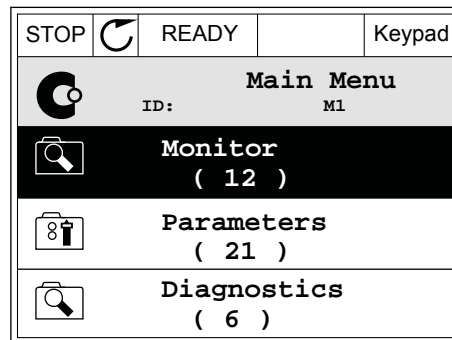 STOP READY Keypad
Main Menu
ID: M1
Monitor
( 12 )
Parameters
( 21 )
Diagnostics
( 6 )